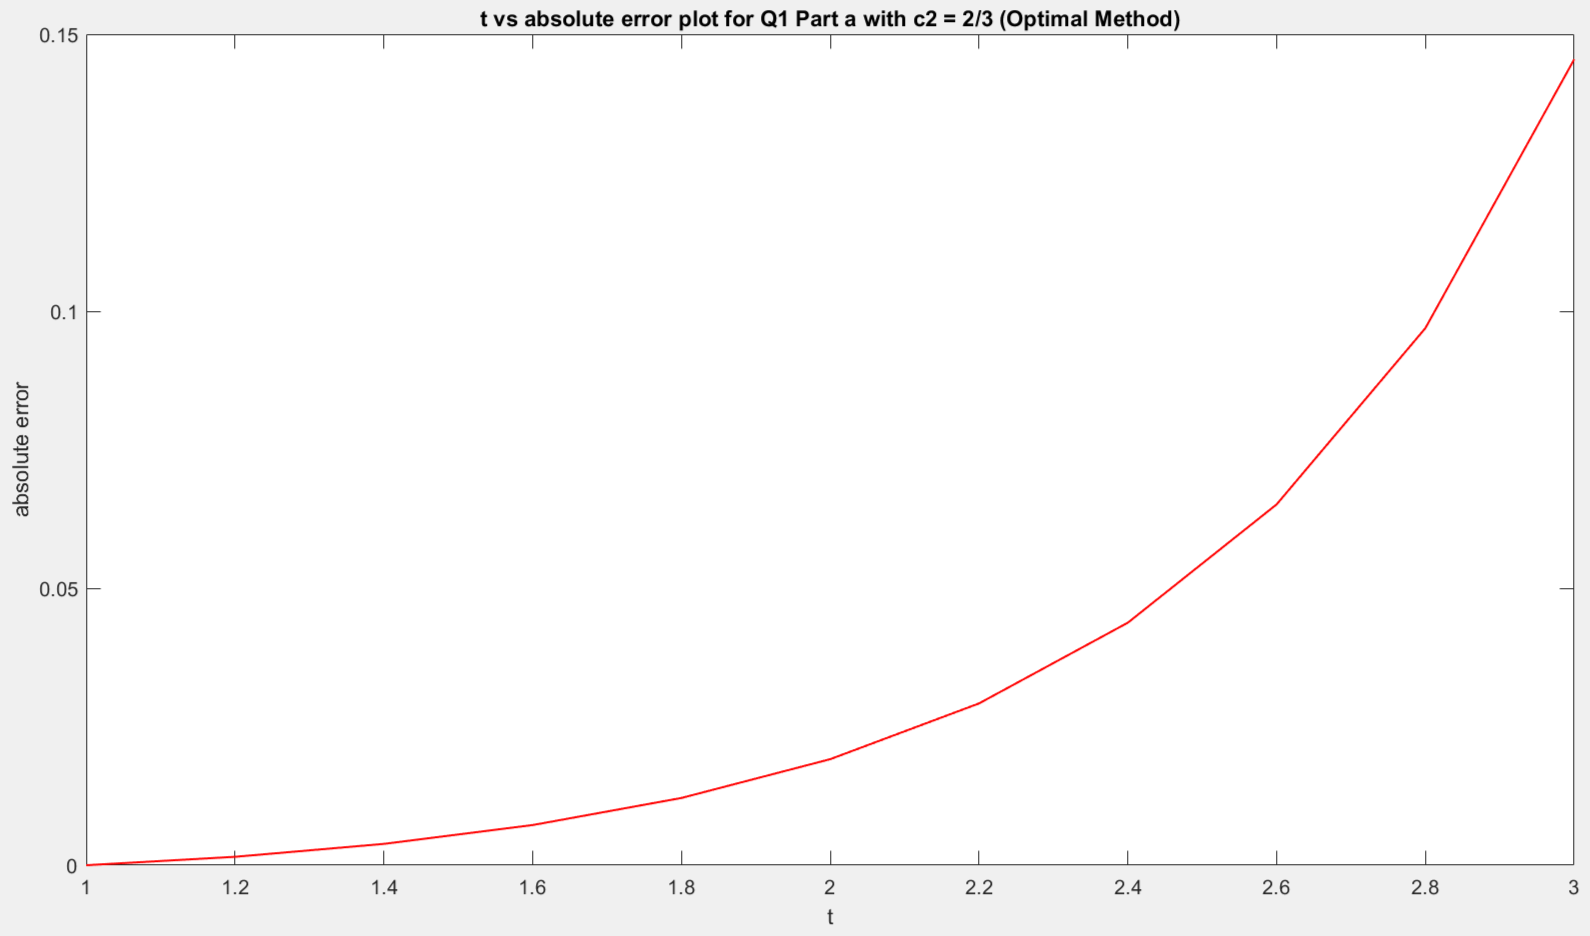 t vs absolute error plot for Q1 Part a with c2 = 2/3 (Optimal Method)
0.15
0.1
0.05
0
absolute error
1 1.2 1.4 1.6 1.8 2 2.2 2.4 2.6 2.8 3
t